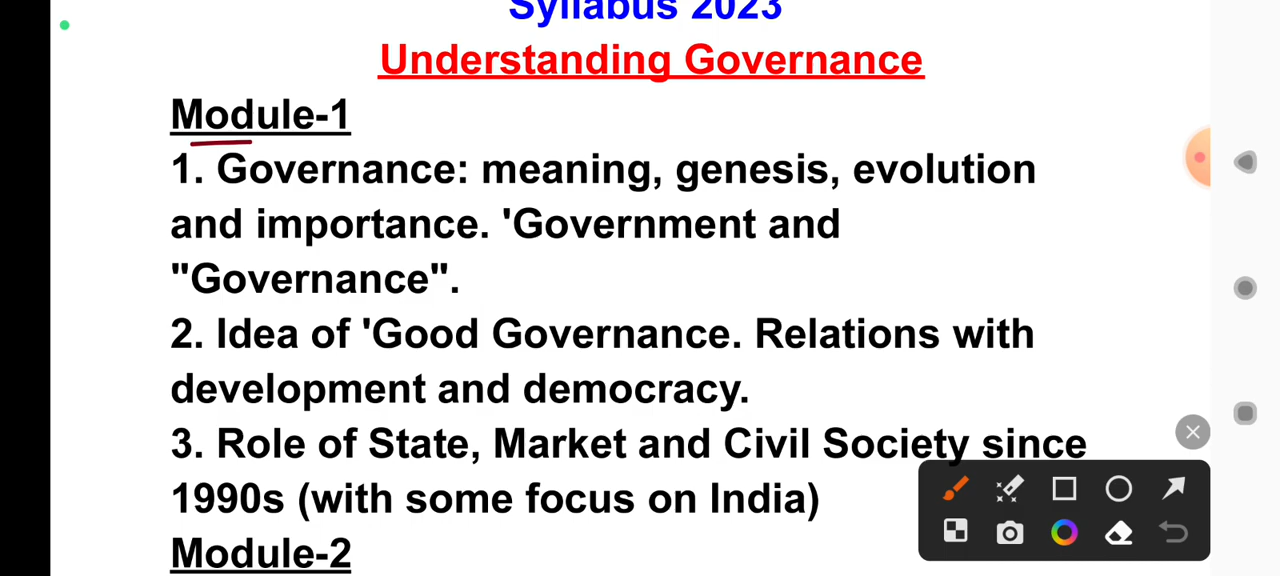 Syllabus 2023
Understanding Governance
Module-1
1. Governance: meaning, genesis, evolution
and importance. 'Government and
"Governance".
2. Idea of 'Good Governance. Relations with
development and democracy.
3. Role of State, Market and Civil Society since
1990s (with some focus on India)
Module-2